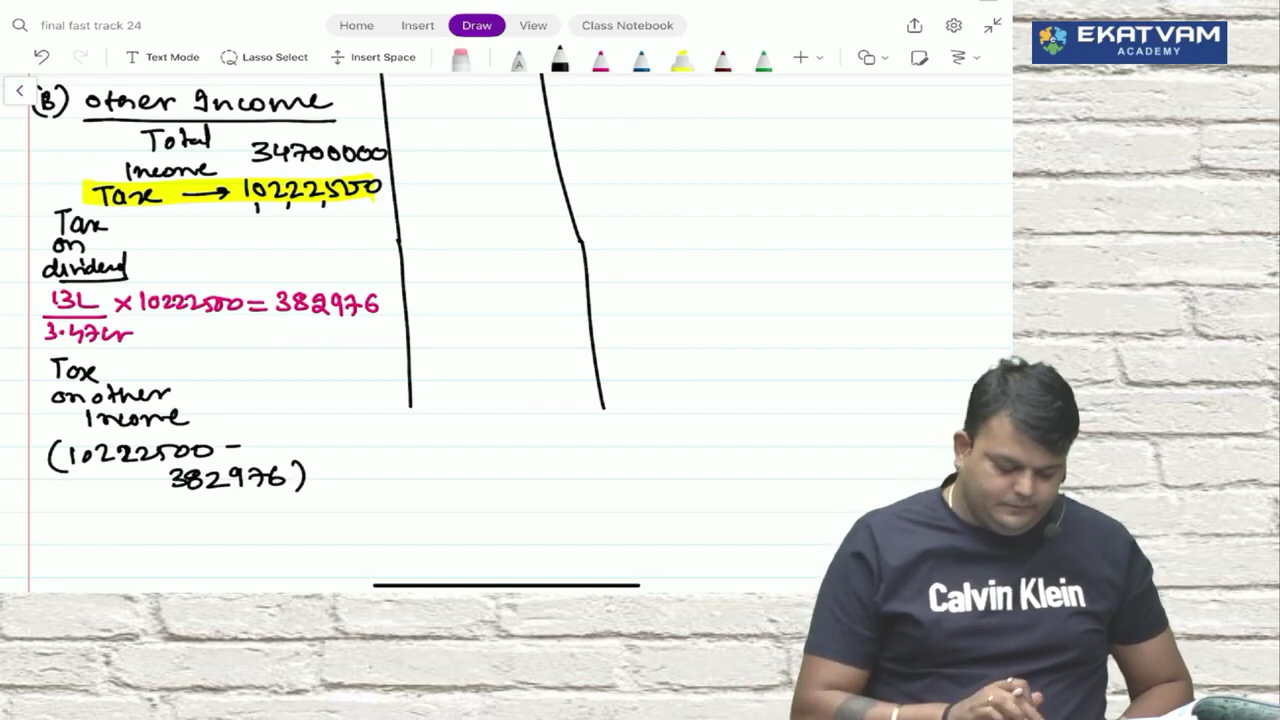 final fast track 24
Home Insert Draw View Class Notebook
Text Mode Lasso Select Insert Space
EKATVAM
ACADEMY
(B) Other Income
Total
Income 34700000
Tax → 10222500
Tax
on
dividend
13L × 10222500 = 382976
3.47cr
Tax
on other
Income
(10222500 -
382976)
Calvin Klein